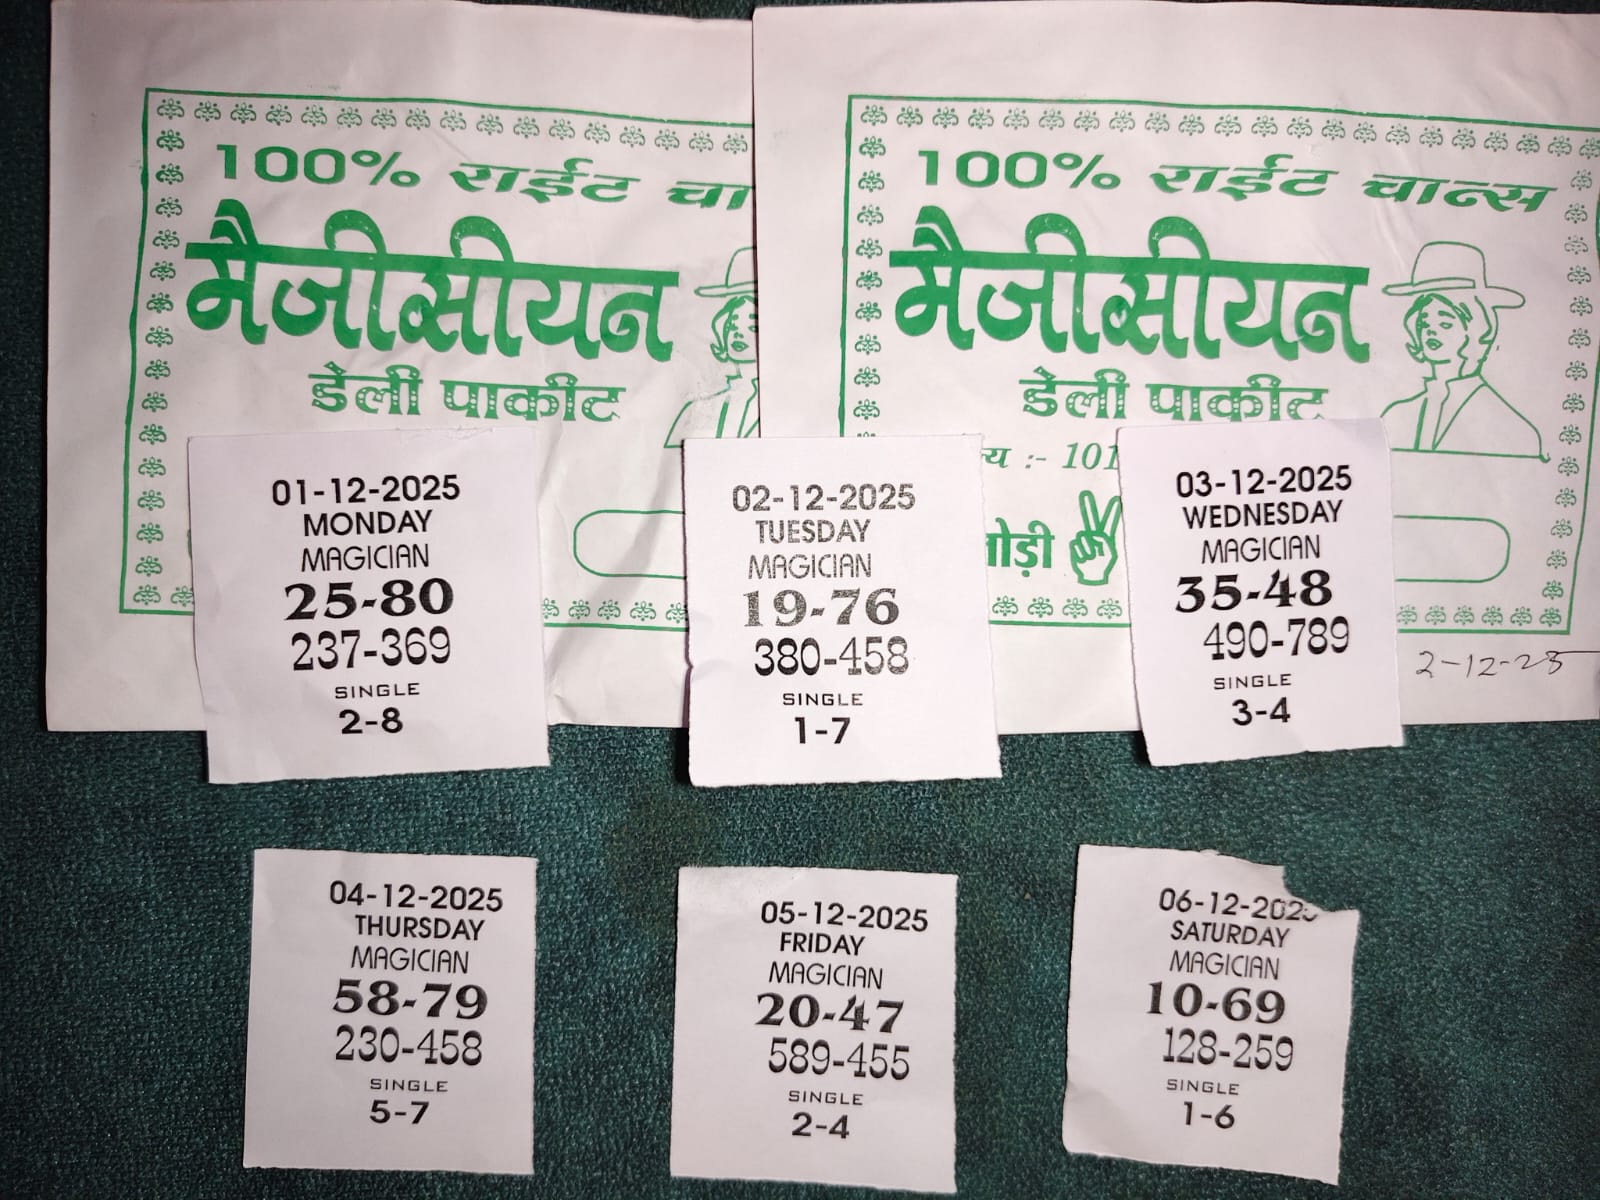 100% राईट चा
मैजीसीयन
डेली पाकीट
100% राईट चान्स
मैजीसीयन
डेली पाकीट
य :- 101
ोड़ी
2-12-25
01-12-2025
MONDAY
MAGICIAN
25-80
237-369
SINGLE
2-8
02-12-2025
TUESDAY
MAGICIAN
19-76
380-458
SINGLE
1-7
03-12-2025
WEDNESDAY
MAGICIAN
35-48
490-789
SINGLE
3-4
04-12-2025
THURSDAY
MAGICIAN
58-79
230-458
SINGLE
5-7
05-12-2025
FRIDAY
MAGICIAN
20-47
589-455
SINGLE
2-4
06-12-2025
SATURDAY
MAGICIAN
10-69
128-259
SINGLE
1-6